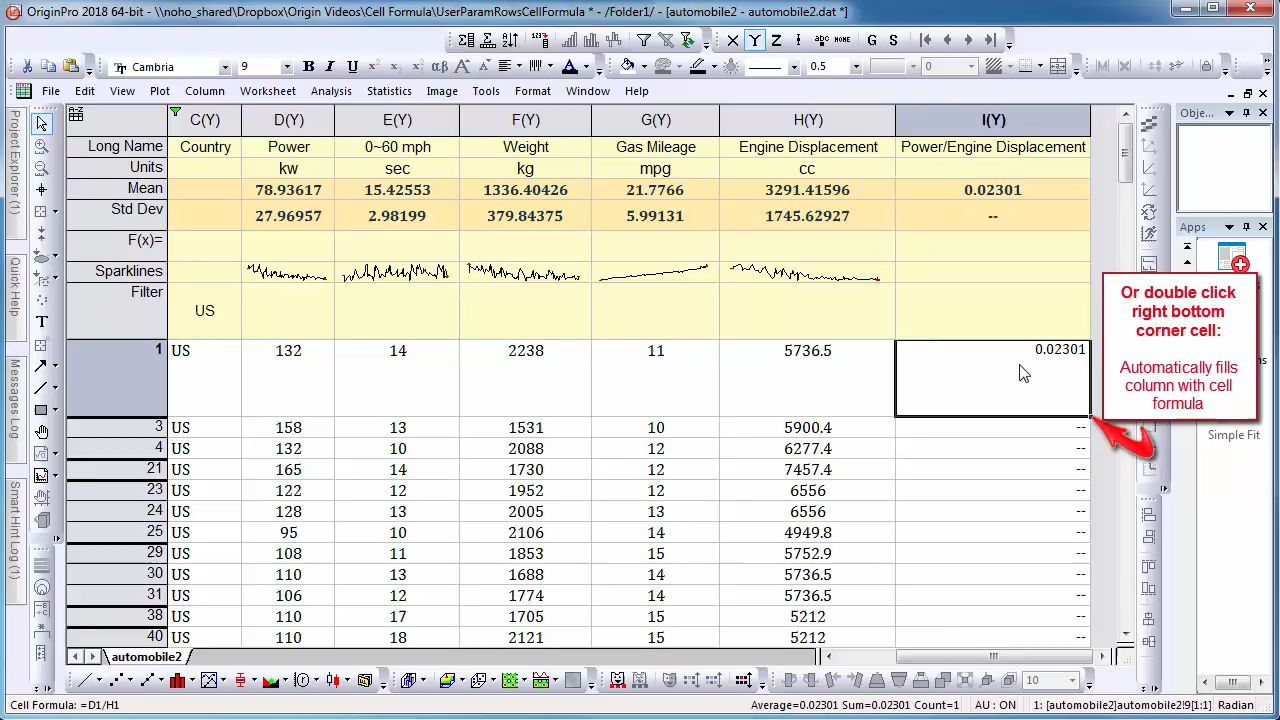 OriginPro 2018 64-bit - \\noho_shared\Dropbox\Origin Videos\Cell Formula\UserParamRowsCellFormula * - /Folder1/ - [automobile2 - automobile2.dat *]
X Y Z abc NONE G S
Cambria 9 B I U x² x₂ αβ A A A 0.5 0
File Edit View Plot Column Worksheet Analysis Statistics Image Graph Tools Format Window Help
Project Explorer (1)
Quick Help
Messages Log
Smart Hint Log (1)
T
C(Y) D(Y) E(Y) F(Y) G(Y) H(Y) I(Y)
Long Name Country Power 0~60 mph Weight Gas Mileage Engine Displacement Power/Engine Displacement
Units kw sec kg mpg cc
Mean 78.93617 15.42553 1336.40426 21.7766 3291.41596 0.02301
Std Dev 27.96957 2.98199 379.84375 5.99131 1745.62927 --
F(x)=
Sparklines
Filter US
1 US 132 14 2238 11 5736.5 0.02301
3 US 158 13 1531 10 5900.4 --
4 US 132 10 2088 12 6277.4 --
21 US 165 14 1730 12 7457.4 --
23 US 122 12 1952 12 6556 --
24 US 128 13 2005 13 6556 --
25 US 95 10 2106 14 4949.8 --
29 US 108 11 1853 15 5752.9 --
30 US 110 13 1688 14 5736.5 --
31 US 106 12 1774 14 5736.5 --
38 US 110 17 1705 15 5212 --
40 US 110 18 2121 15 5212 --
Obje...
Apps
Or double click
right bottom
corner cell:
Automatically fills
column with cell
formula
Simple Fit
automobile2
10
Cell Formula: =D1/H1 Average=0.02301 Sum=0.02301 Count=1 AU : ON 1: [automobile2]automobile2!9[1:1] Radian